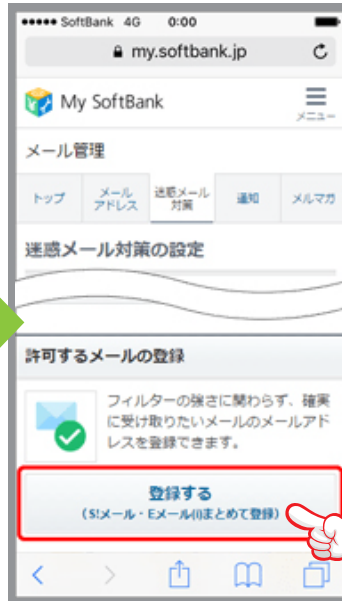 SoftBank 4G 0:00
my.softbank.jp
My SoftBank
メニュー
メール管理
トップ
メール
アドレス
迷惑メール
対策
通知
メルマガ
迷惑メール対策の設定
許可するメールの登録
フィルターの強さに関わらず、確実
に受け取りたいメールのメールアド
レスを登録できます。
登録する
（S!メール・Eメール(i)まとめて登録）